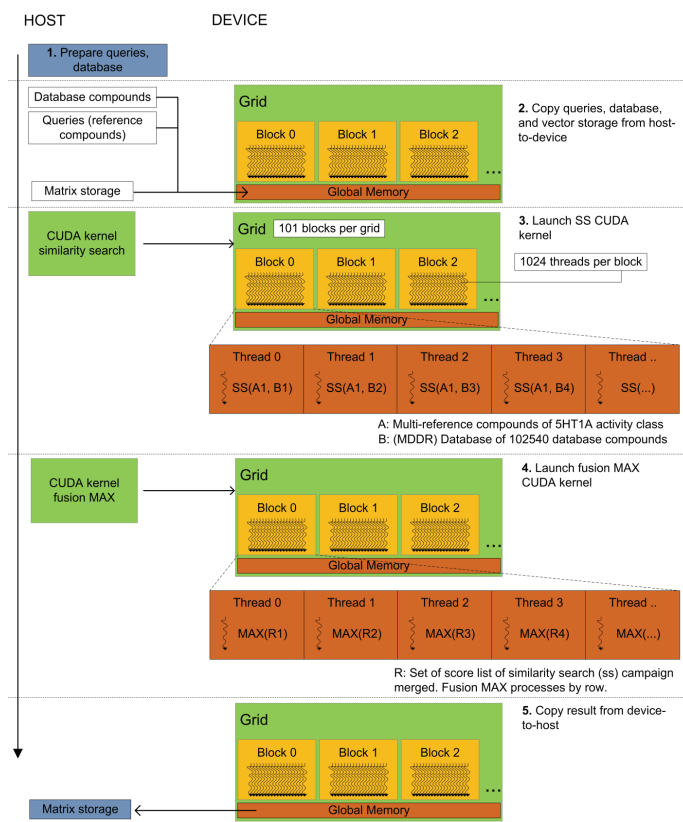 HOST
DEVICE
1. Prepare queries,
database
Database compounds
Queries (reference
compounds)
Matrix storage
Grid
Block 0
Block 1
Block 2
...
Global Memory
2. Copy queries, database,
and vector storage from host-
to-device
CUDA kernel
similarity search
Grid
101 blocks per grid
Block 0
Block 1
Block 2
...
Global Memory
3. Launch SS CUDA
kernel
1024 threads per block
Thread 0
Thread 1
Thread 2
Thread 3
Thread ..
SS(A1, B1)
SS(A1, B2)
SS(A1, B3)
SS(A1, B4)
SS(...)
A: Multi-reference compounds of 5HT1A activity class
B: (MDDR) Database of 102540 database compounds
CUDA kernel
fusion MAX
Grid
Block 0
Block 1
Block 2
...
Global Memory
4. Launch fusion MAX
CUDA kernel
Thread 0
Thread 1
Thread 2
Thread 3
Thread ..
MAX(R1)
MAX(R2)
MAX(R3)
MAX(R4)
MAX(...)
R: Set of score list of similarity search (ss) campaign
merged. Fusion MAX processes by row.
Grid
Block 0
Block 1
Block 2
...
Global Memory
5. Copy result from device-
to-host
Matrix storage